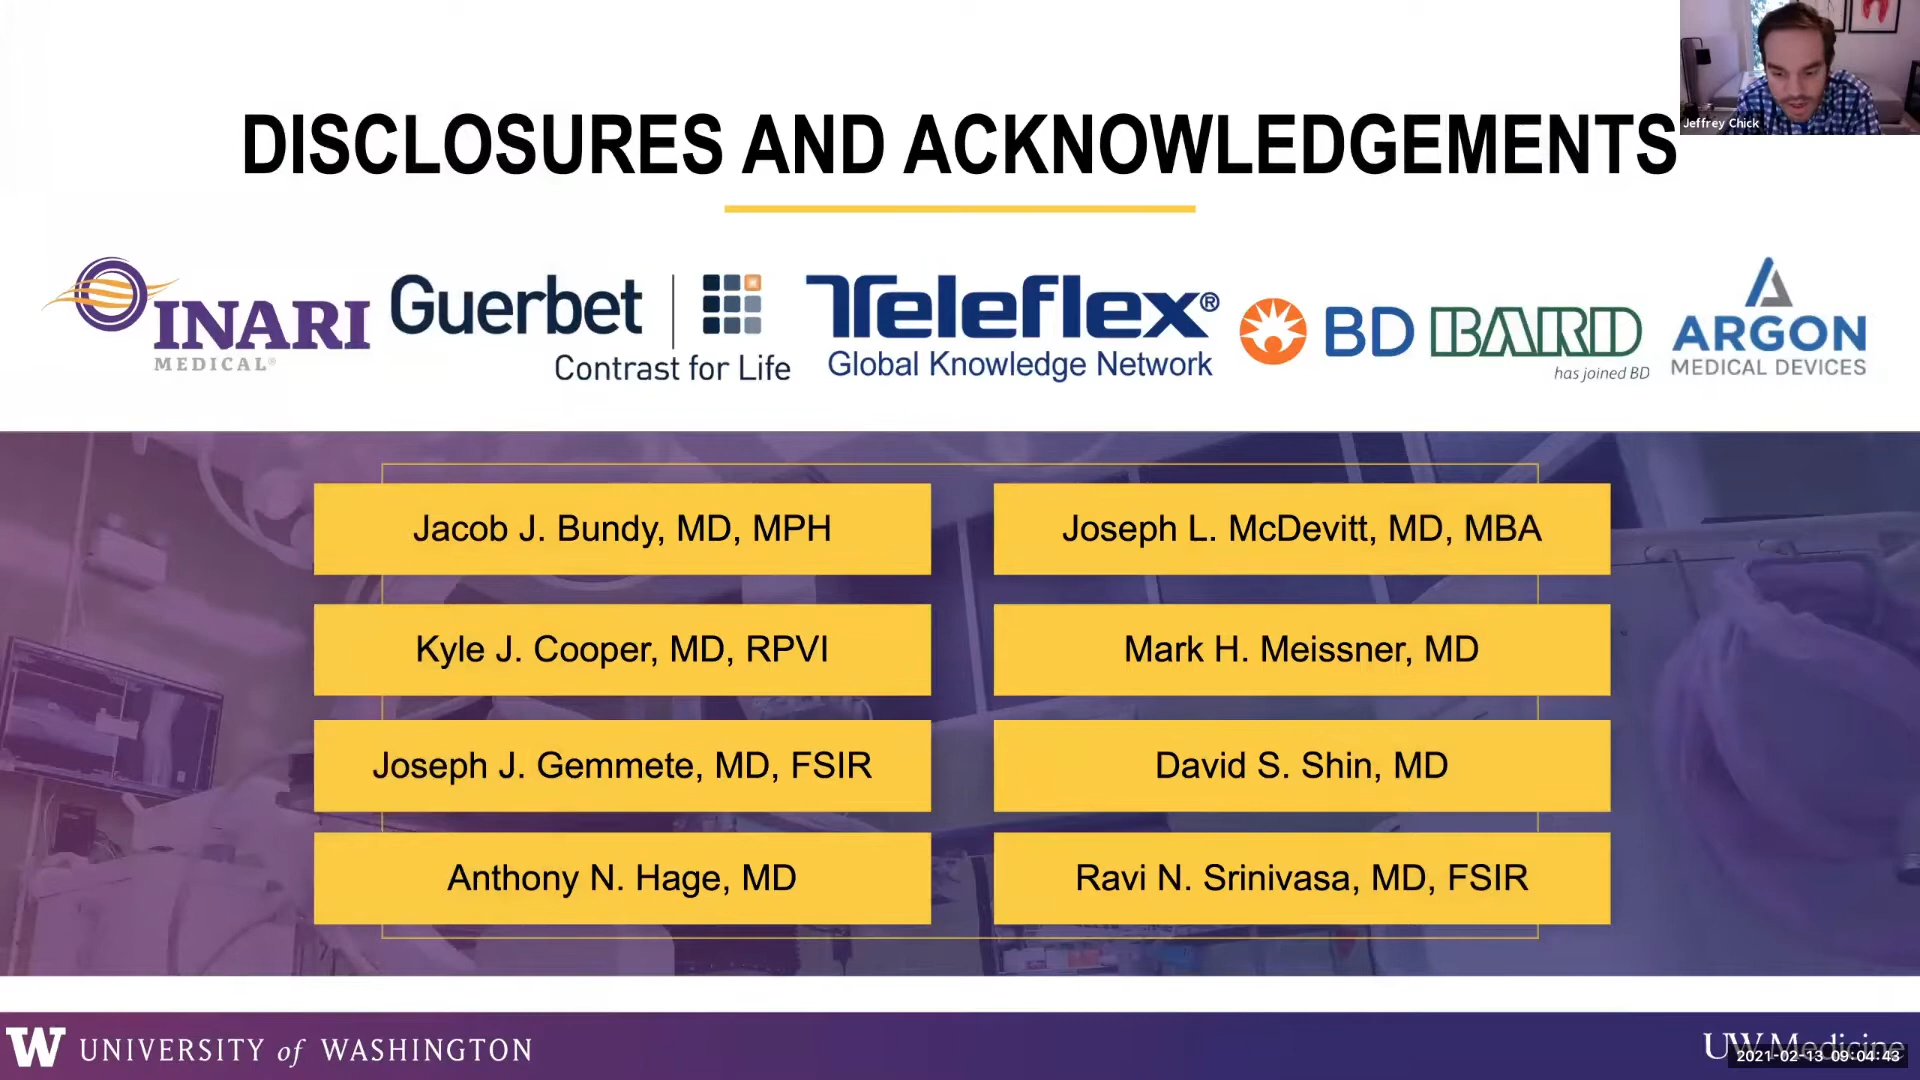 Jeffrey Chick
DISCLOSURES AND ACKNOWLEDGEMENTS
INARI
MEDICAL®
Guerbet
Contrast for Life
Teleflex®
Global Knowledge Network
BD
BARD
has joined BD
ARGON
MEDICAL DEVICES
Jacob J. Bundy, MD, MPH
Joseph L. McDevitt, MD, MBA
Kyle J. Cooper, MD, RPVI
Mark H. Meissner, MD
Joseph J. Gemmete, MD, FSIR
David S. Shin, MD
Anthony N. Hage, MD
Ravi N. Srinivasa, MD, FSIR
W UNIVERSITY of WASHINGTON
UW Medicine
2021-02-13 09:04:43